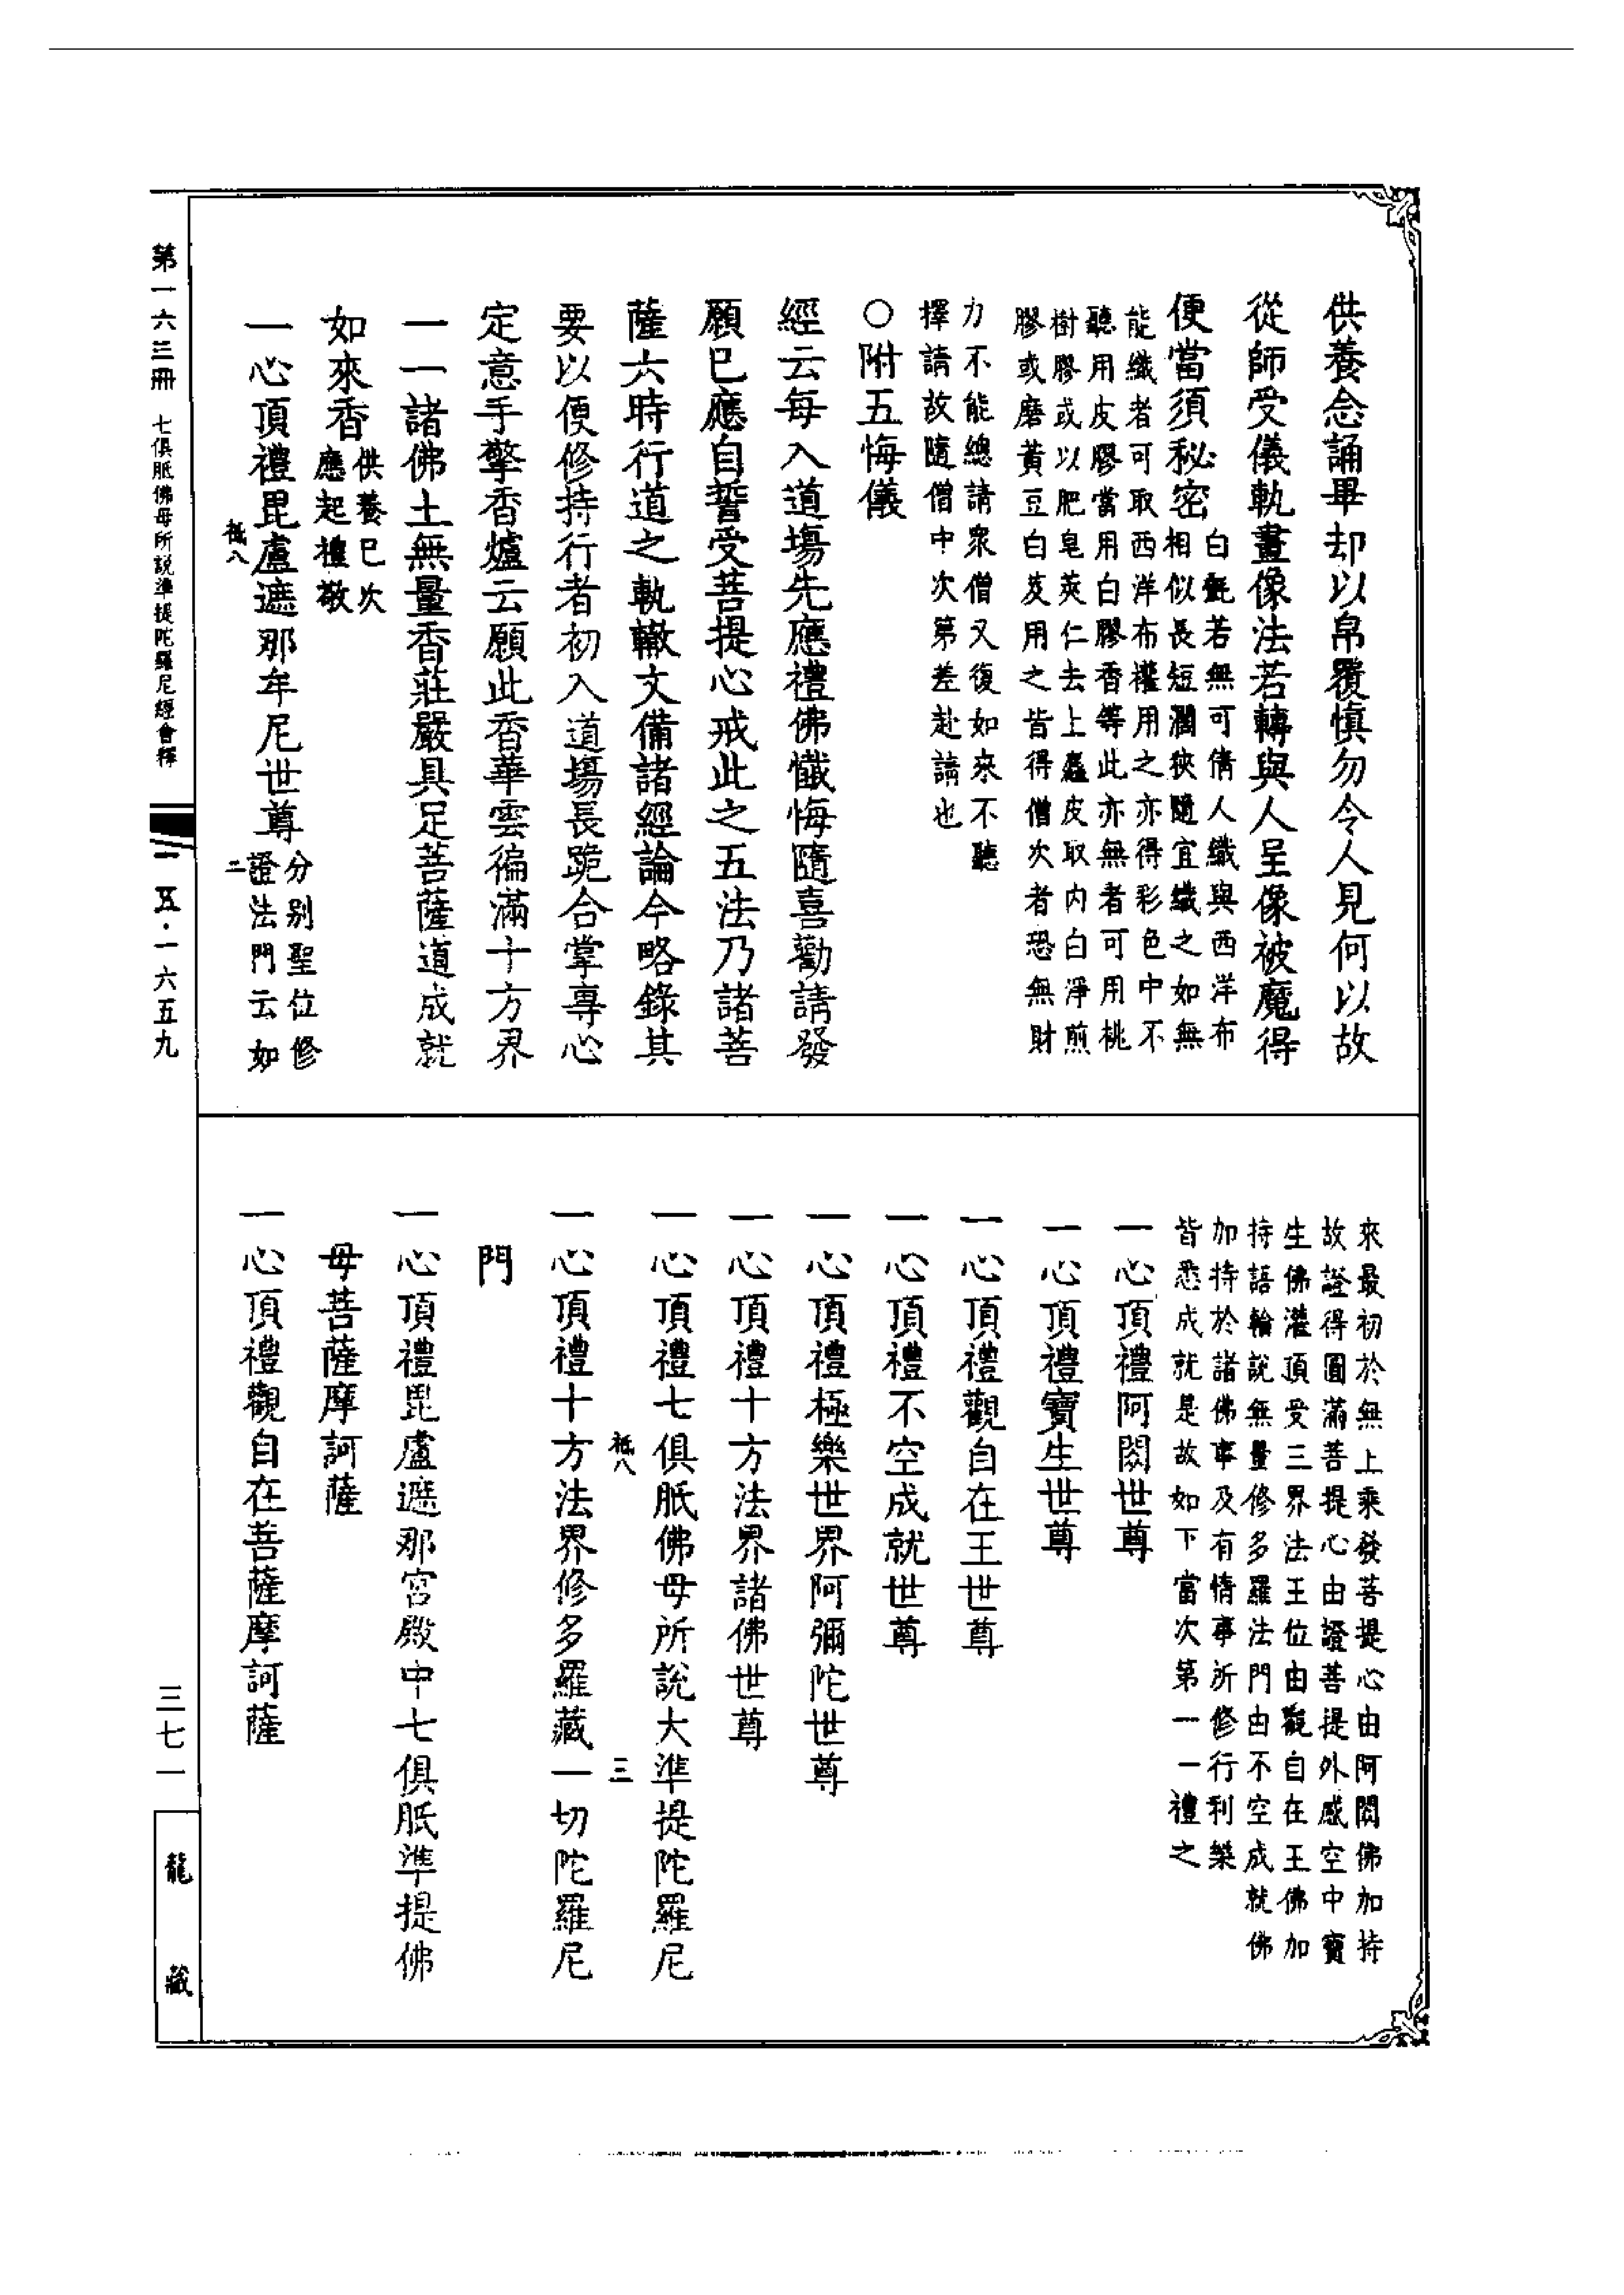 供養念誦畢却以帛覆慎勿令人見何以故
從師受儀軌畫像法若轉與人呈像被魔得
便當須秘密
白㲲若無可倩人織與西洋布
相似長短濶狹隨宜織之如無
能織者可取西洋布襬用之亦得彩色中不
聽用皮膠當用白膠香等此亦無者可用桃
樹膠或以肥皂莢仁去上麤皮取内白淨煎
膠或磨黃豆白芨用之皆得僧次者恐無財
力不能總請衆僧又復如來不聽
擇請故隨僧中次第差赴請也
○附五悔儀
經云每入道場先應禮佛懺悔隨喜勸請發
願已應自誓受菩提心戒此之五法乃諸菩
薩六時行道之軌轍文備諸經論今略錄其
要以便修持行者初入道場長跪合掌專心
定意手擎香爐云願此香華雲徧滿十方界
一一諸佛土無量香莊嚴具足菩薩道成就
如來香
供養已次
應起禮敬
一心頂禮毘盧遮那牟尼世尊
分别聖位修
證法門云如
祗八
二
來最初於無上乘發菩提心由阿閦佛加持
故證得圓滿菩提心由證菩提外感空中寶
生佛灌頂受三界法王位由觀自在王佛加
持語輪說無量修多羅法門由不空成就佛
加持於諸佛事及有情事所修行利樂
皆悉成就是故如下當次第一一禮之
一心頂禮阿閦世尊
一心頂禮寶生世尊
一心頂禮觀自在王世尊
一心頂禮不空成就世尊
一心頂禮極樂世界阿彌陀世尊
一心頂禮十方法界諸佛世尊
一心頂禮七俱胝佛母所說大準提陀羅尼
祗八
三
一心頂禮十方法界修多羅藏一切陀羅尼
門
一心頂禮毘盧遮那宮殿中七俱胝準提佛
母菩薩摩訶薩
一心頂禮觀自在菩薩摩訶薩
第一六三冊
七俱胝佛母所說準提陀羅尼經會釋
一五·一六五九
三七一
龍藏